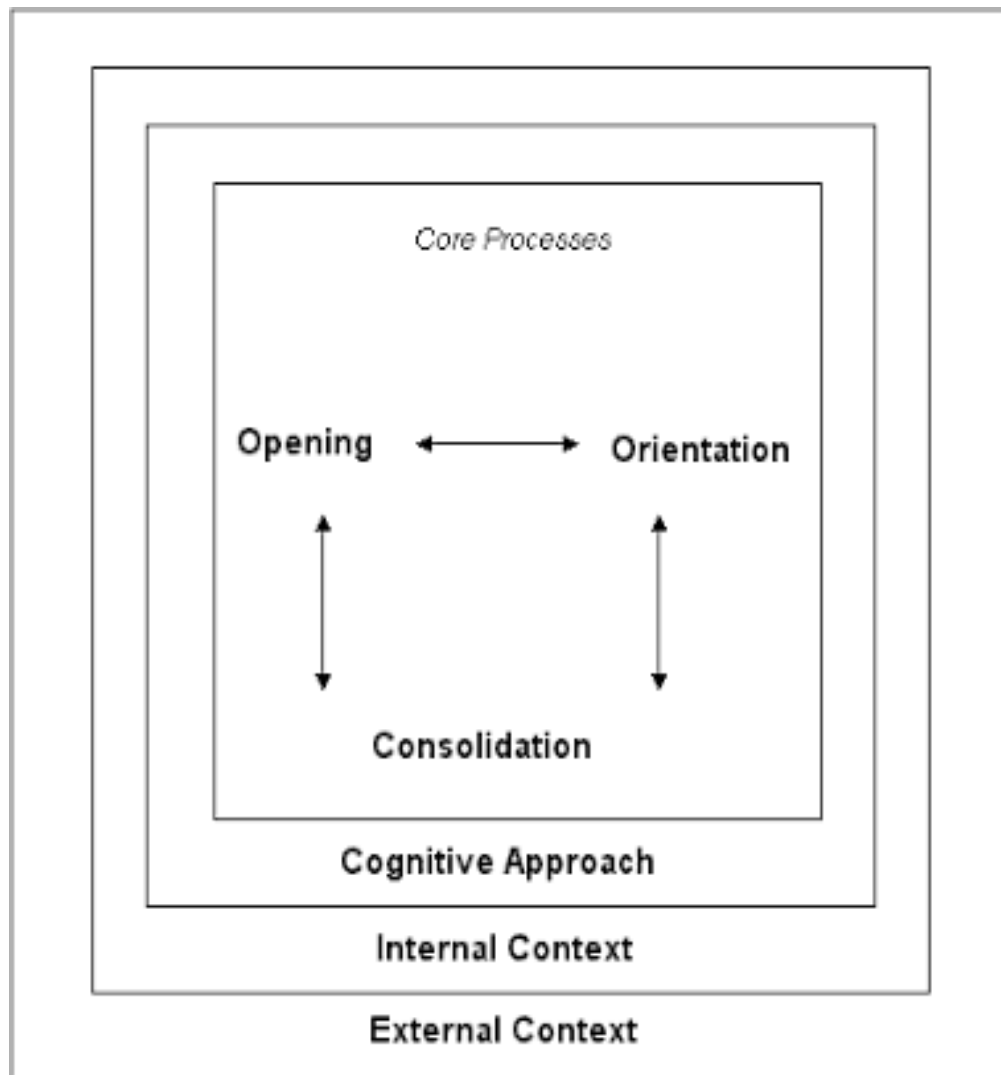 Core Processes
Opening
Orientation
Consolidation
Cognitive Approach
Internal Context
External Context